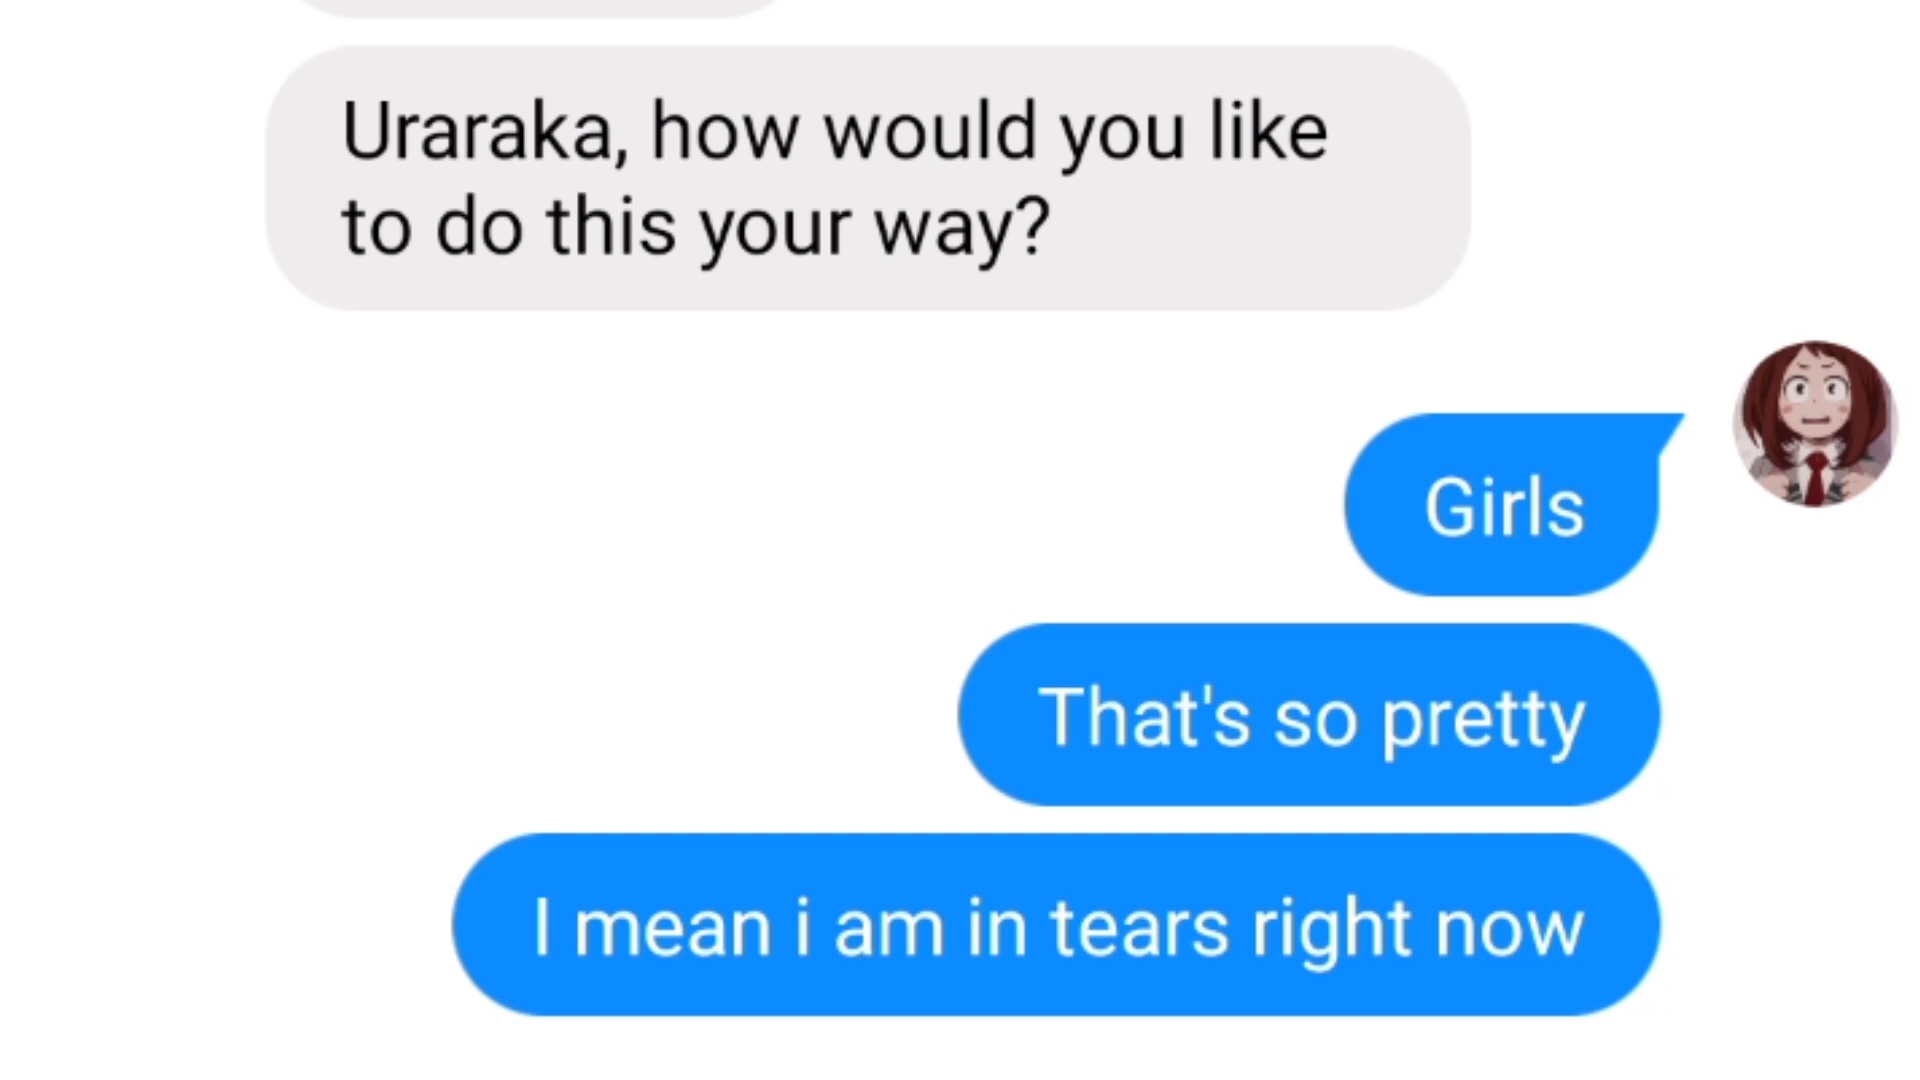 Uraraka, how would you like
to do this your way?
Girls
That's so pretty
I mean i am in tears right now